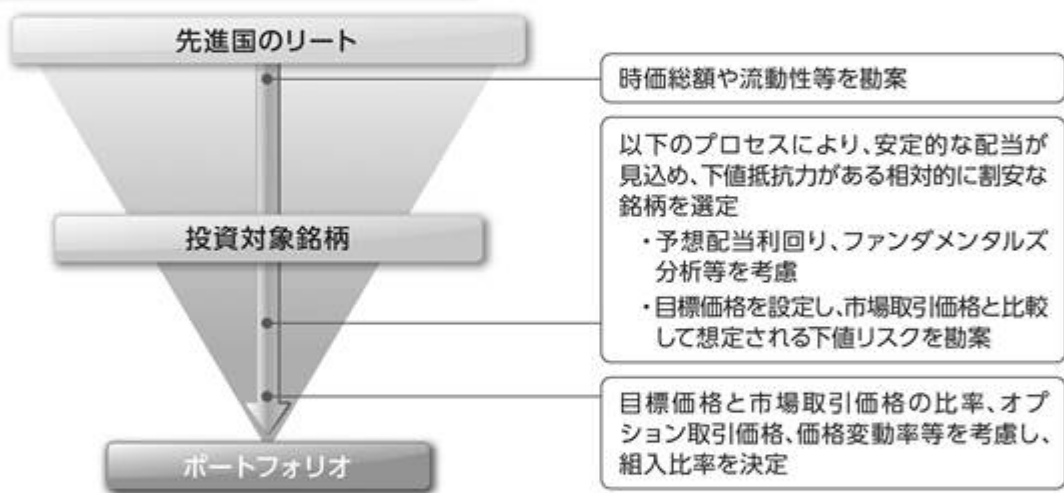 先進国のリート
時価総額や流動性等を勘案
以下のプロセスにより、安定的な配当が
見込め、下値抵抗力がある相対的に割安な
銘柄を選定
・予想配当利回り、ファンダメンタルズ
分析等を考慮
・目標価格を設定し、市場取引価格と比較
して想定される下値リスクを勘案
投資対象銘柄
目標価格と市場取引価格の比率、オプ
ション取引価格、価格変動率等を考慮し、
組入比率を決定
ポートフォリオ